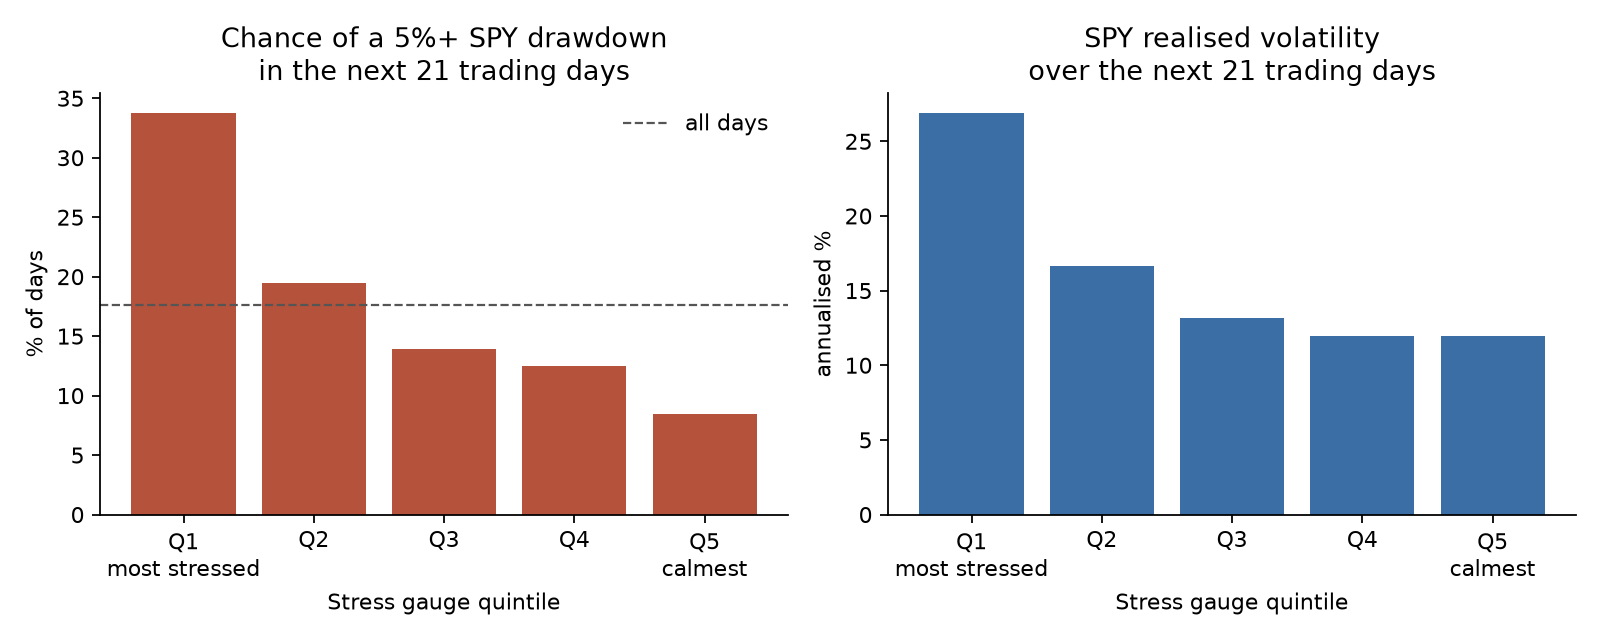 Chance of a 5%+ SPY drawdown
in the next 21 trading days
% of days
35
30
25
20
15
10
5
0
all days
Q1
most stressed
Q2
Q3
Q4
Q5
calmest
Stress gauge quintile
SPY realised volatility
over the next 21 trading days
annualised %
25
20
15
10
5
0
Q1
most stressed
Q2
Q3
Q4
Q5
calmest
Stress gauge quintile